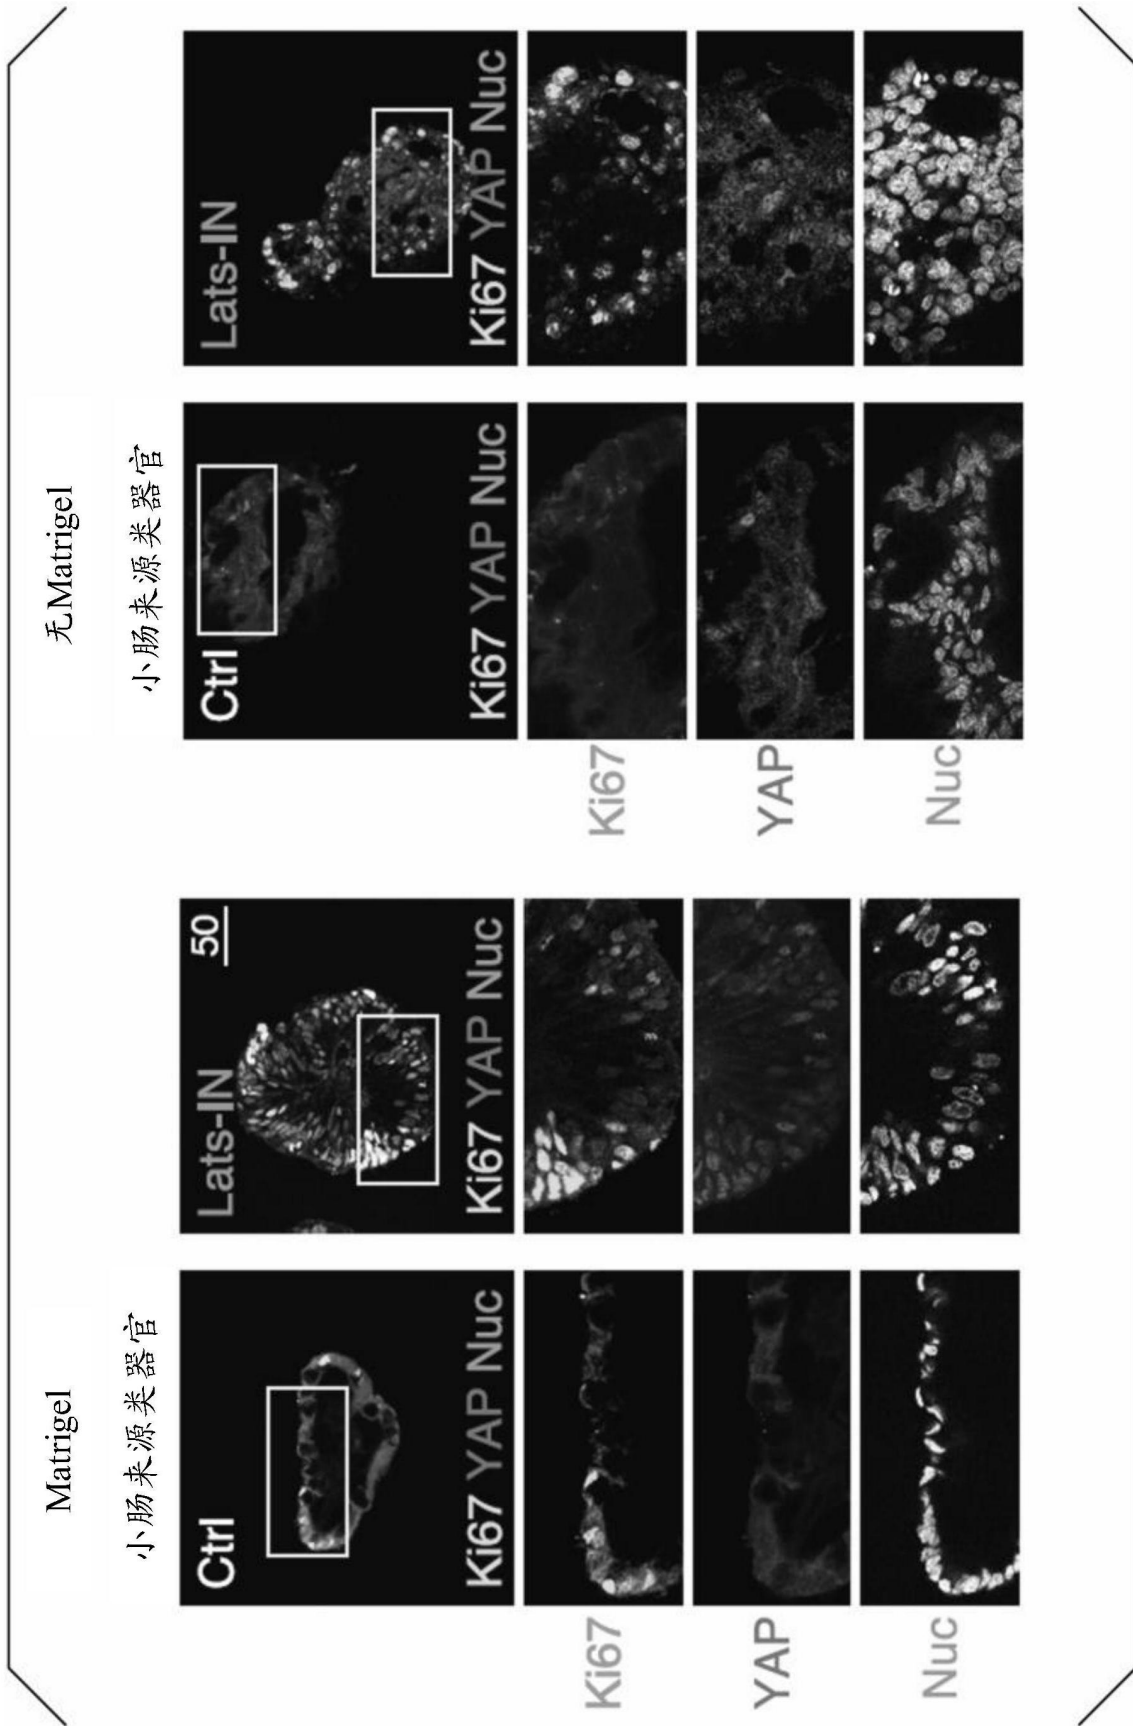 Matrigel
小肠来源类器官
Ctrl
Ki67 YAP Nuc
Lats-IN
50
Ki67 YAP Nuc
Ki67
YAP
Nuc
无Matrigel
小肠来源类器官
Ctrl
Ki67 YAP Nuc
Lats-IN
Ki67 YAP Nuc
Ki67
YAP
Nuc